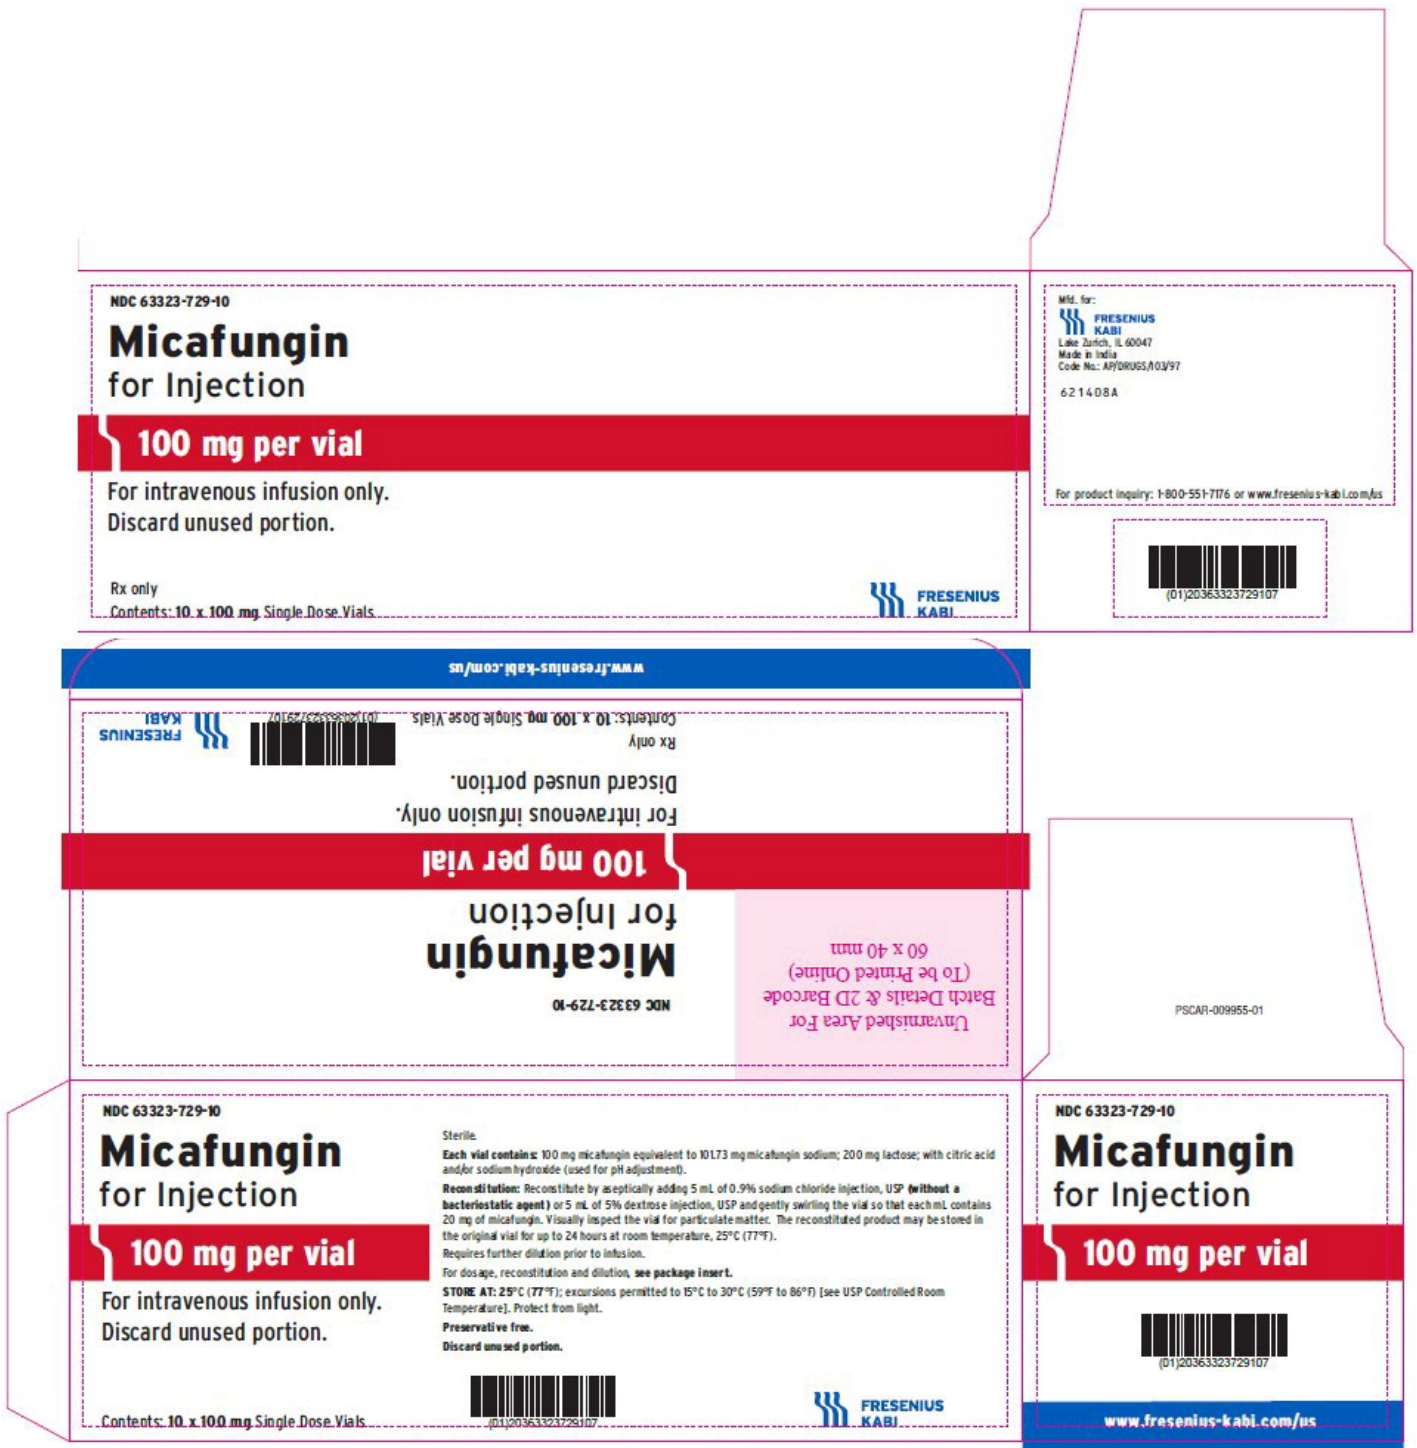 NDC 63323-729-10
Micafungin
for Injection
100 mg per vial
For intravenous infusion only.
Discard unused portion.
Rx only
Contents: 10 x 100 mg Single Dose Vials
FRESENIUS
KABI
Mfd. for:
FRESENIUS
KABI
Lake Zurich, IL 60047
Made in India
Code No.: AP/DRUGS/103/97
621408A
For product inquiry: 1-800-551-7176 or www.fresenius-kabi.com/us
(01)20363323729107
www.fresenius-kabi.com/us
NDC 63323-729-10
Micafungin
for Injection
100 mg per vial
For intravenous infusion only.
Discard unused portion.
Rx only
Contents: 10 x 100 mg Single Dose Vials
(01)20363323729107
FRESENIUS
KABI
Unvarnished Area For
Batch Details & 2D Barcode
(To be Printed Online)
60 x 40 mm
PSCAR-009955-01
NDC 63323-729-10
Micafungin
for Injection
100 mg per vial
For intravenous infusion only.
Discard unused portion.
Contents: 10 x 100 mg Single Dose Vials
Sterile.
Each vial contains: 100 mg micafungin equivalent to 101.73 mg micafungin sodium; 200 mg lactose; with citric acid
and/or sodium hydroxide (used for pH adjustment).
Reconstitution: Reconstitute by aseptically adding 5 mL of 0.9% sodium chloride injection, USP (without a
bacteriostatic agent) or 5 mL of 5% dextrose injection, USP and gently swirling the vial so that each mL contains
20 mg of micafungin. Visually inspect the vial for particulate matter. The reconstituted product may be stored in
the original vial for up to 24 hours at room temperature, 25°C (77°F).
Requires further dilution prior to infusion.
For dosage, reconstitution and dilution, see package insert.
STORE AT: 25°C (77°F); excursions permitted to 15°C to 30°C (59°F to 86°F) [see USP Controlled Room
Temperature]. Protect from light.
Preservative free.
Discard unused portion.
(01)20363323729107
FRESENIUS
KABI
NDC 63323-729-10
Micafungin
for Injection
100 mg per vial
(01)20363323729107
www.fresenius-kabi.com/us